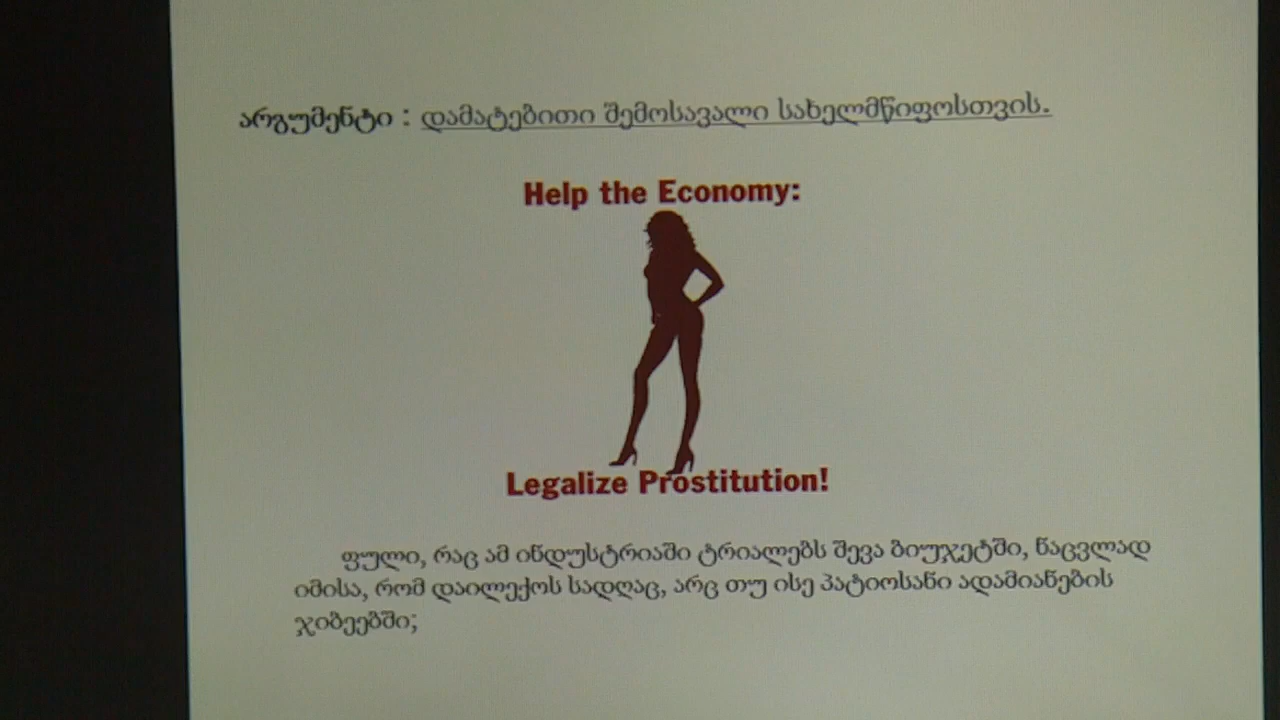 არგუმენტი : დამატებითი შემოსავალი სახელმწიფოსთვის.
Help the Economy:
Legalize Prostitution!
ფული, რაც ამ ინდუსტრიაში ტრიალებს შევა ბიუჯეტში, ნაცვლად
იმისა, რომ დაილექოს სადღაც, არც თუ ისე პატიოსანი ადამიანების
ჯიბეებში;